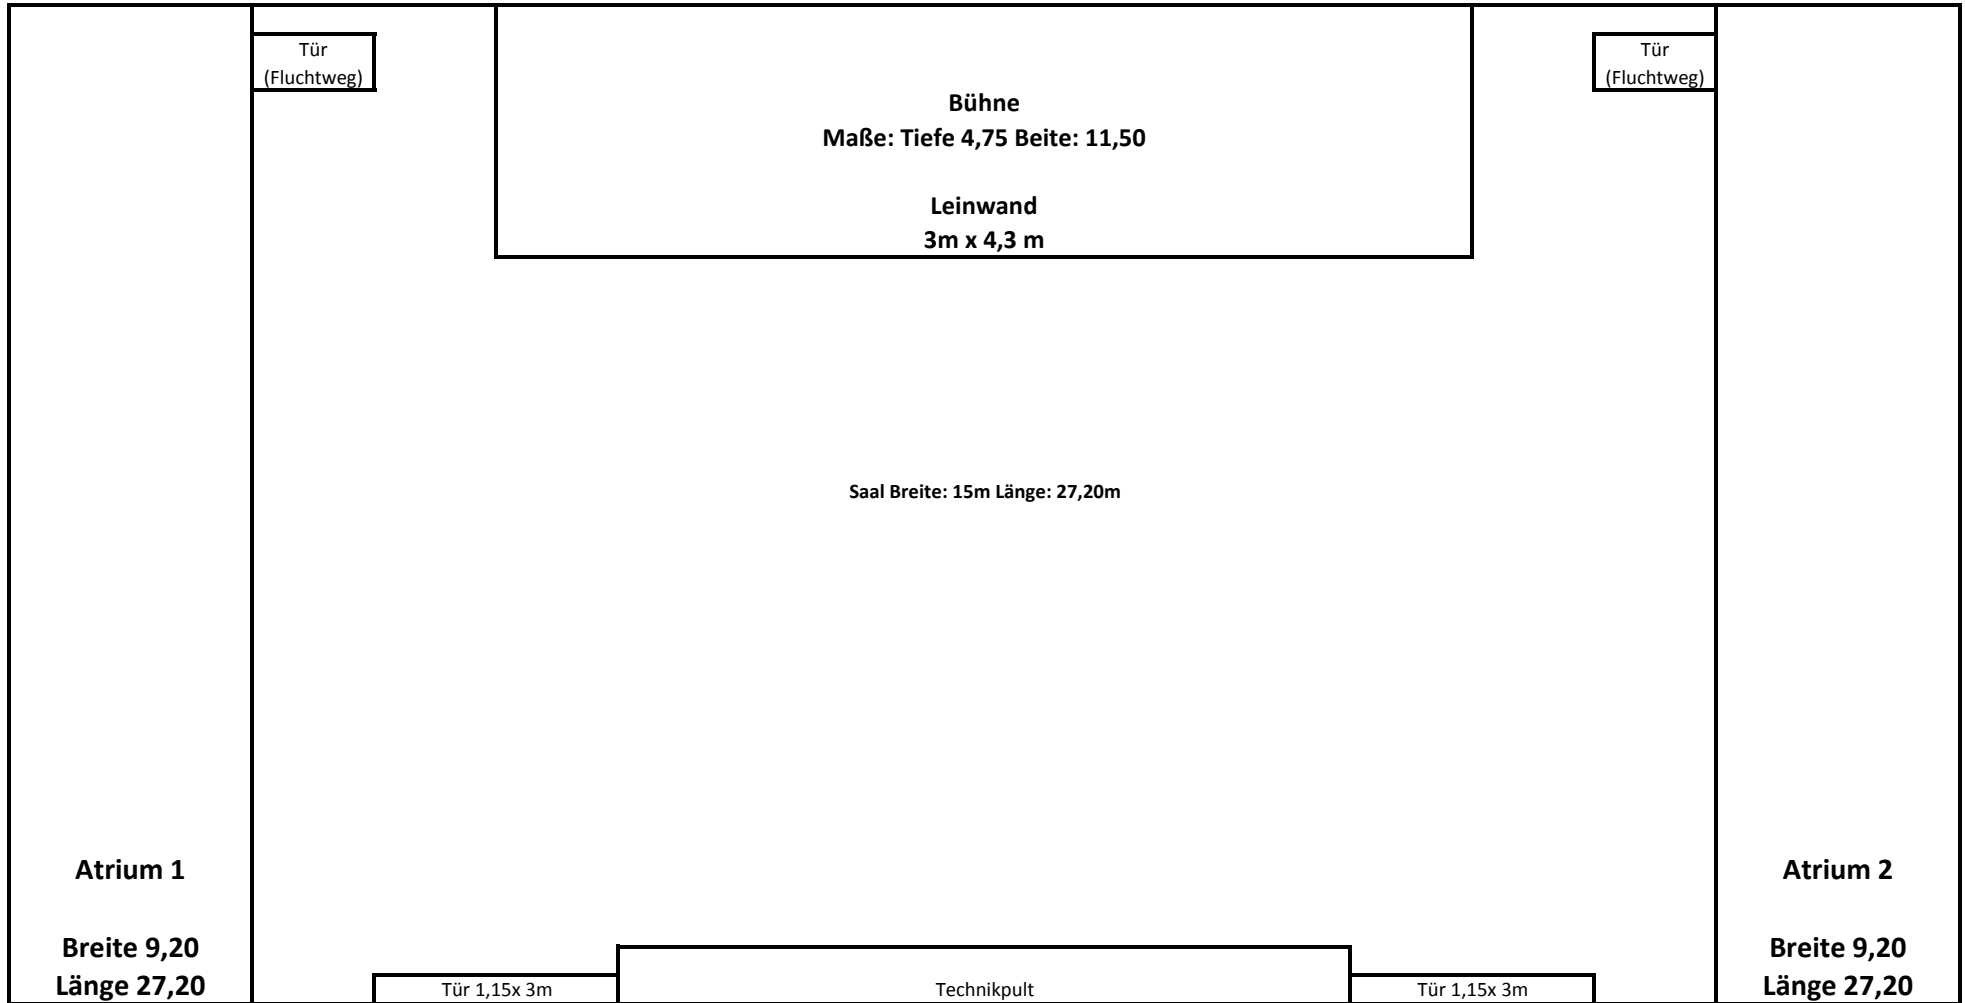 Tür
(Fluchtweg)
Tür
(Fluchtweg)
Bühne
Maße: Tiefe 4,75 Beite: 11,50
Leinwand
3m x 4,3 m
Saal Breite: 15m Länge: 27,20m
Atrium 1
Breite 9,20
Länge 27,20
Atrium 2
Breite 9,20
Länge 27,20
Tür 1,15x 3m
Technikpult
Tür 1,15x 3m